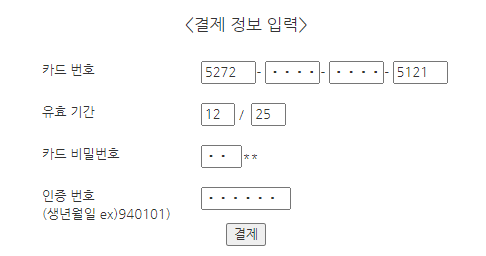 <결제 정보 입력>
카드 번호 5272 - •••• - •••• - 5121
유효 기간 12 / 25
카드 비밀번호 •• **
인증 번호 ••••••
(생년월일 ex)940101)
결제